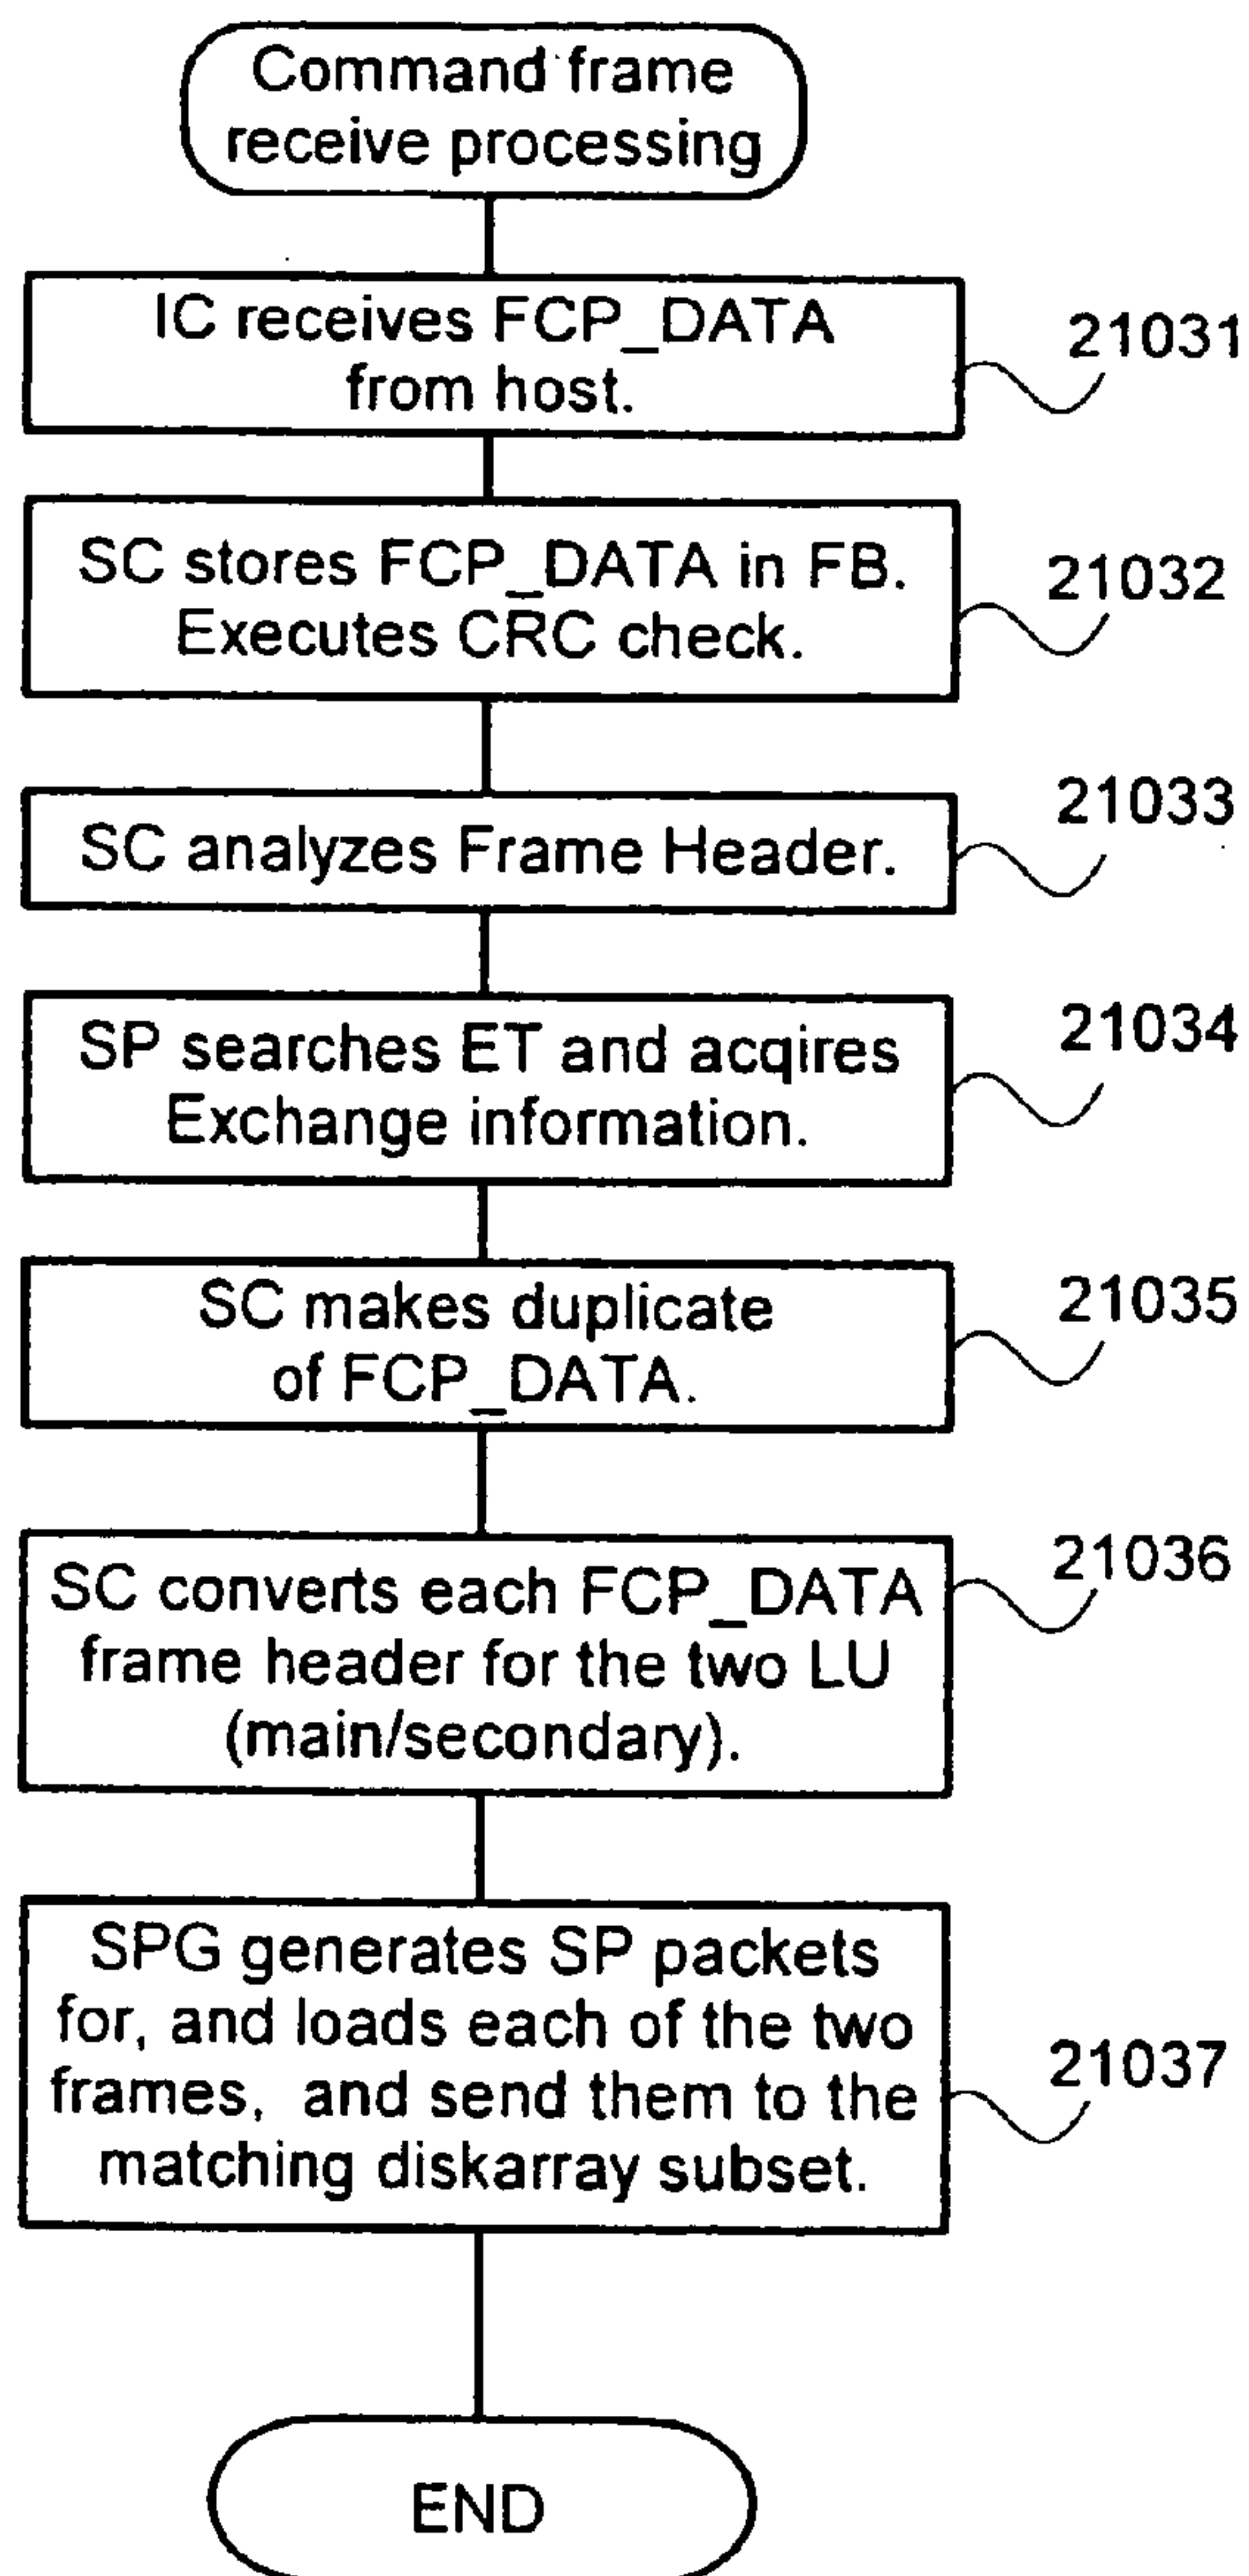 Command frame
receive processing
IC receives FCP_DATA
from host.
21031
SC stores FCP_DATA in FB.
Executes CRC check.
21032
SC analyzes Frame Header.
21033
SP searches ET and acqires
Exchange information.
21034
SC makes duplicate
of FCP_DATA.
21035
SC converts each FCP_DATA
frame header for the two LU
(main/secondary).
21036
SPG generates SP packets
for, and loads each of the two
frames, and send them to the
matching diskarray subset.
21037
END